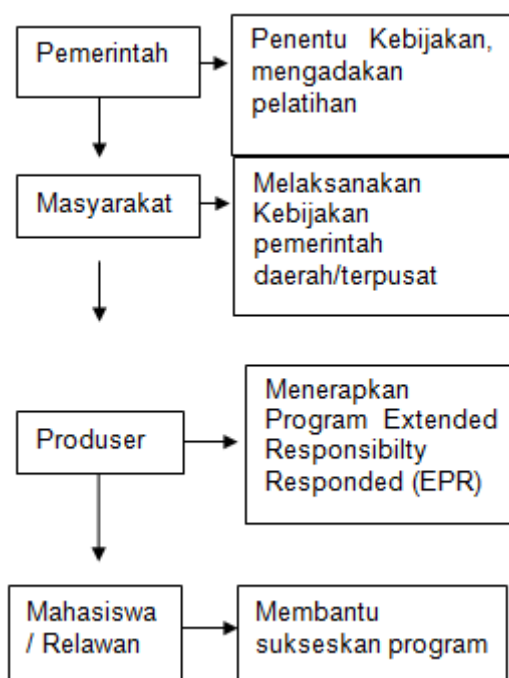 Pemerintah
Penentu Kebijakan,
mengadakan
pelatihan
Masyarakat
Melaksanakan
Kebijakan
pemerintah
daerah/terpusat
Produser
Menerapkan
Program Extended
Responsibilty
Responded (EPR)
Mahasiswa
/ Relawan
Membantu
sukseskan program